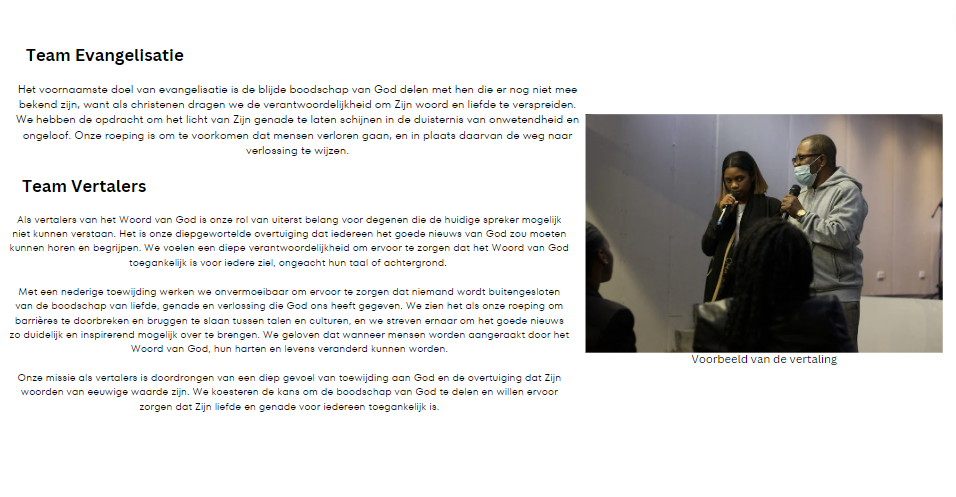 Team Evangelisatie
Het voornaamste doel van evangelisatie is de blijde boodschap van God delen met hen die er nog niet mee
bekend zijn, want als christenen dragen we de verantwoordelijkheid om Zijn woord en liefde te verspreiden.
We hebben de opdracht om het licht van Zijn genade te laten schijnen in de duisternis van onwetendheid en
ongeloof. Onze roeping is om te voorkomen dat mensen verloren gaan, en in plaats daarvan de weg naar
verlossing te wijzen.
Team Vertalers
Als vertalers van het Woord van God is onze rol van uiterst belang voor degenen die de huidige spreker mogelijk
niet kunnen verstaan. Het is onze diepgewortelde overtuiging dat iedereen het goede nieuws van God zou moeten
kunnen horen en begrijpen. We voelen een diepe verantwoordelijkheid om ervoor te zorgen dat het Woord van God
toegankelijk is voor iedere ziel, ongeacht hun taal of achtergrond.
Met een nederige toewijding werken we onvermoeibaar om ervoor te zorgen dat niemand wordt buitengesloten
van de boodschap van liefde, genade en verlossing die God ons heeft gegeven. We zien het als onze roeping om
barrières te doorbreken en bruggen te slaan tussen talen en culturen, en we streven ernaar om het goede nieuws
zo duidelijk en inspirerend mogelijk over te brengen. We geloven dat wanneer mensen worden aangeraakt door het
Woord van God, hun harten en levens veranderd kunnen worden.
Onze missie als vertalers is doordrongen van een diep gevoel van toewijding aan God en de overtuiging dat Zijn
woorden van eeuwige waarde zijn. We koesteren de kans om de boodschap van God te delen en willen ervoor
zorgen dat Zijn liefde en genade voor iedereen toegankelijk is.
Voorbeeld van de vertaling